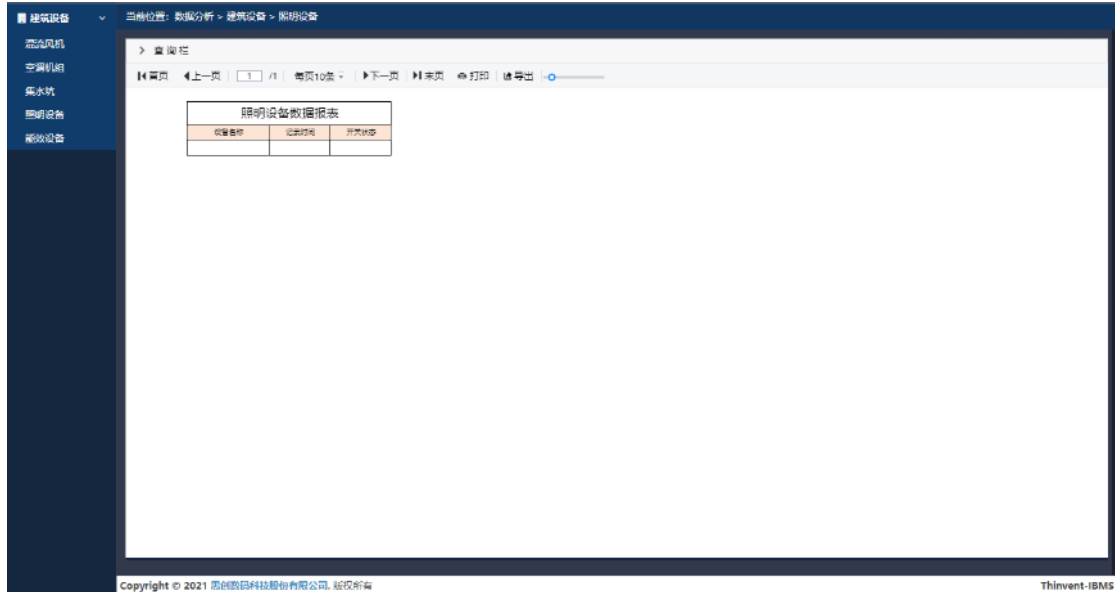 建筑设备
当前位置：数据分析 > 建筑设备 > 照明设备
混流风机
空调机组
集水坑
照明设备
能效设备
查询栏
首页 上一页 1 /1 每页10条 下一页 末页 打印 导出
照明设备数据报表
设备名称 记录时间 开关状态
Copyright © 2021 思创数码科技股份有限公司. 版权所有
Thinvent-IBMS